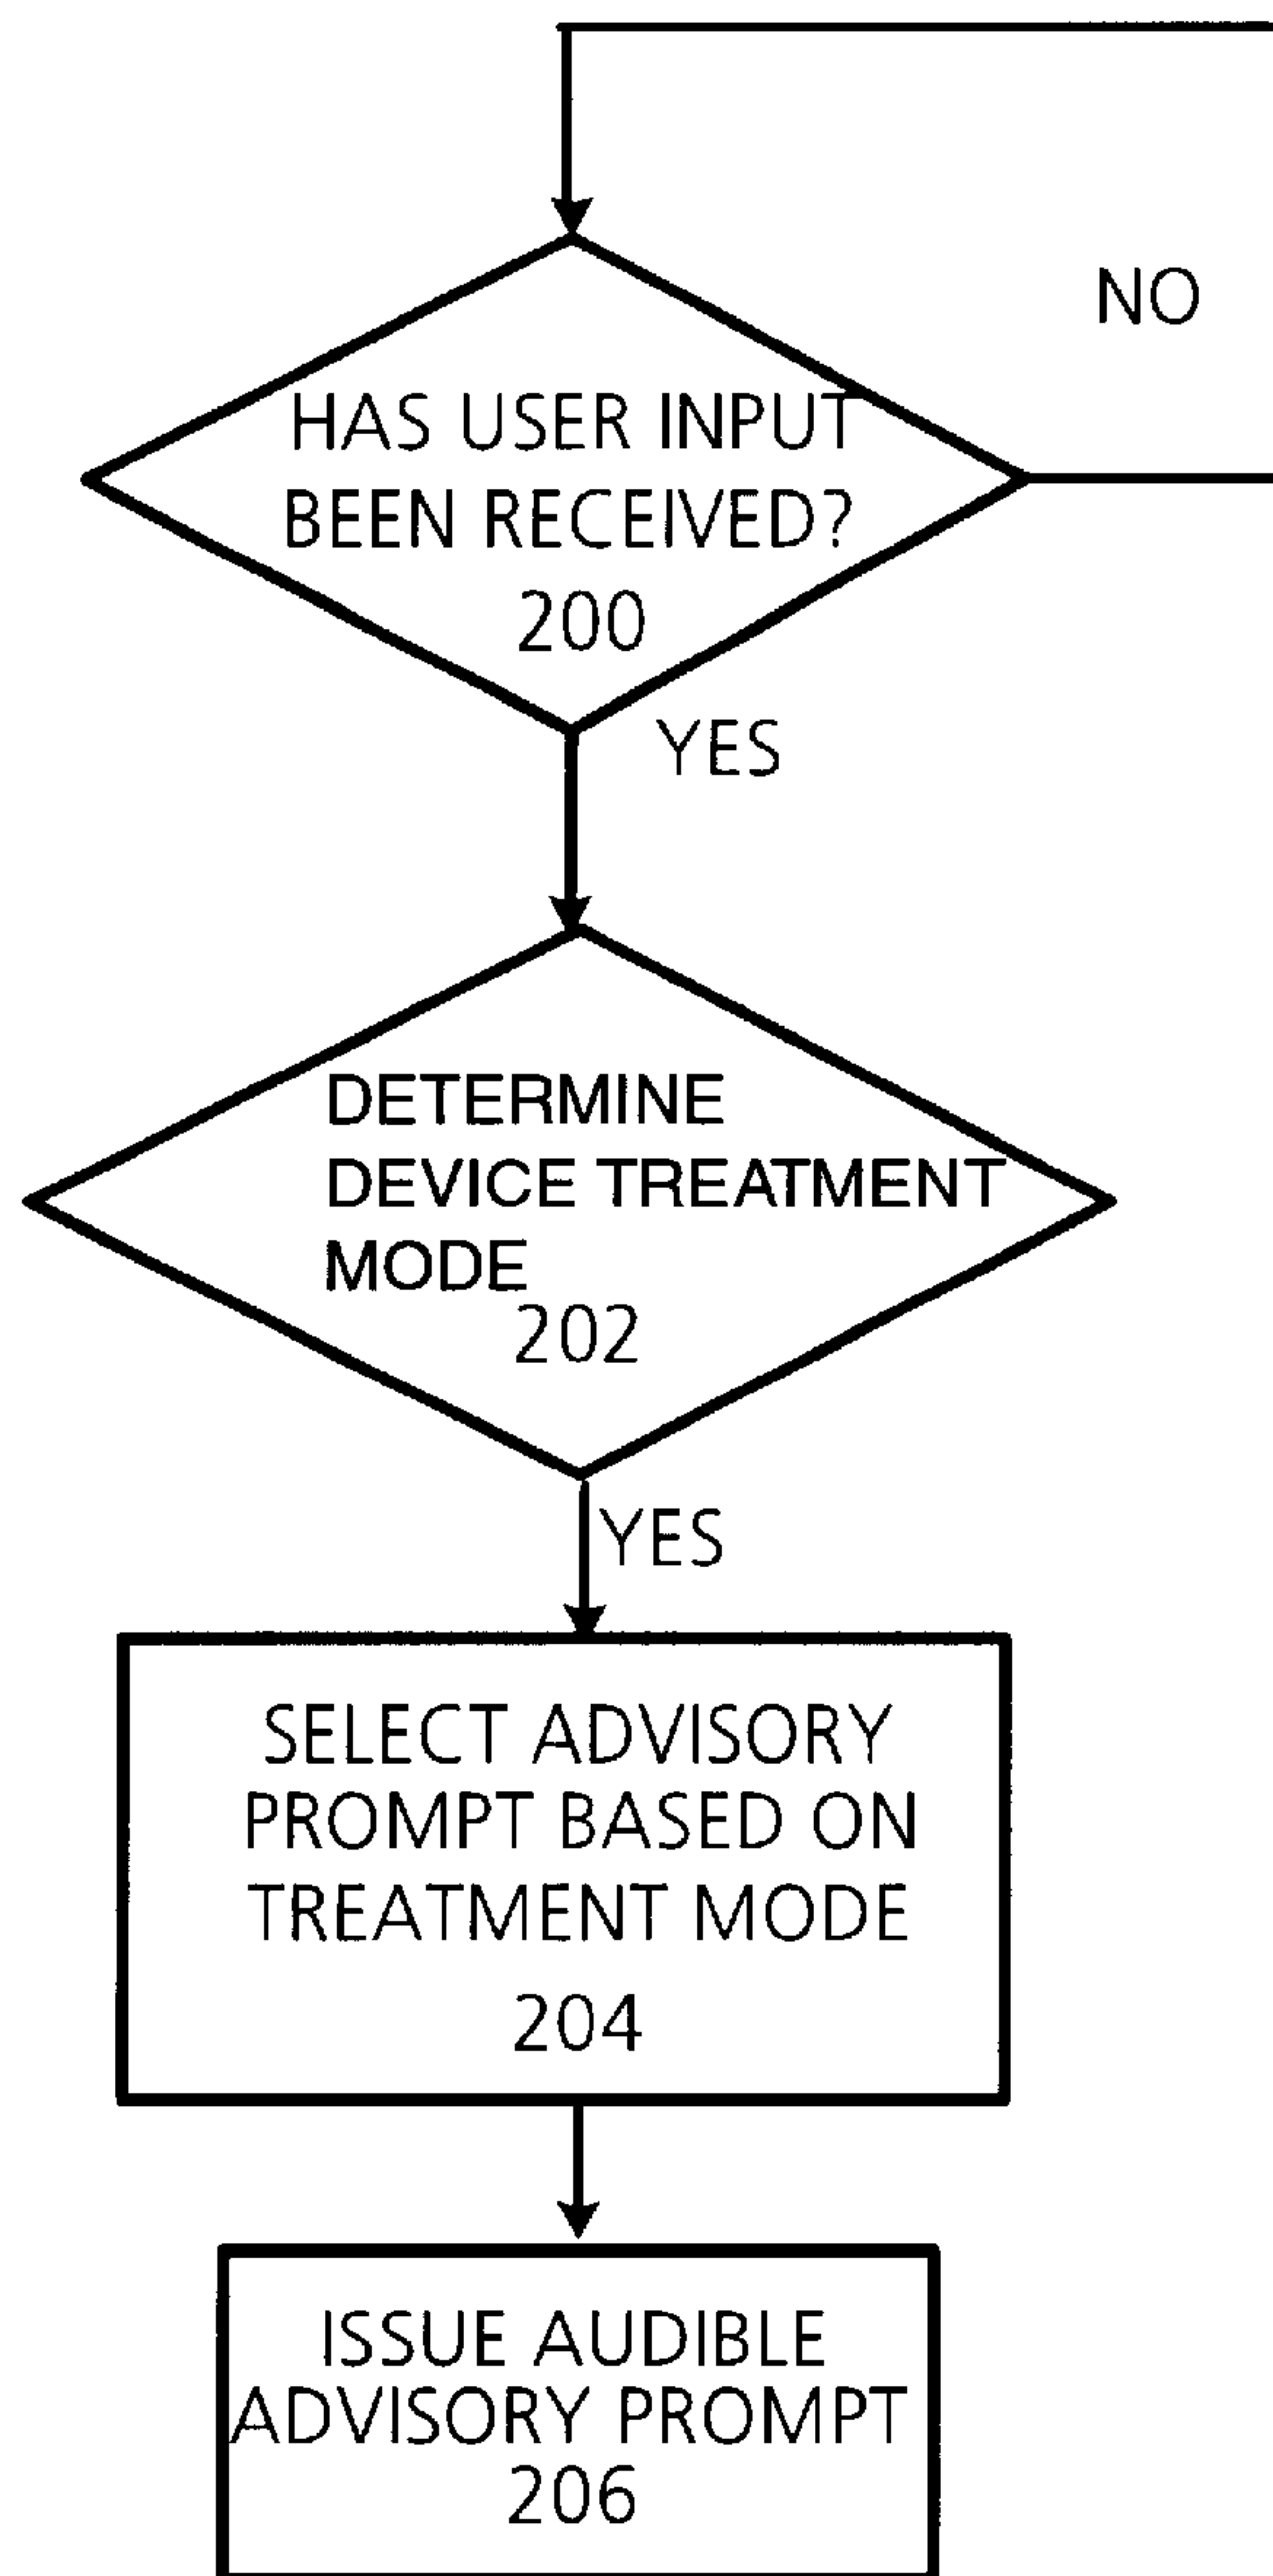 NO
HAS USER INPUT
BEEN RECEIVED?
200
YES
DETERMINE
DEVICE TREATMENT
MODE
202
YES
SELECT ADVISORY
PROMPT BASED ON
TREATMENT MODE
204
ISSUE AUDIBLE
ADVISORY PROMPT
206